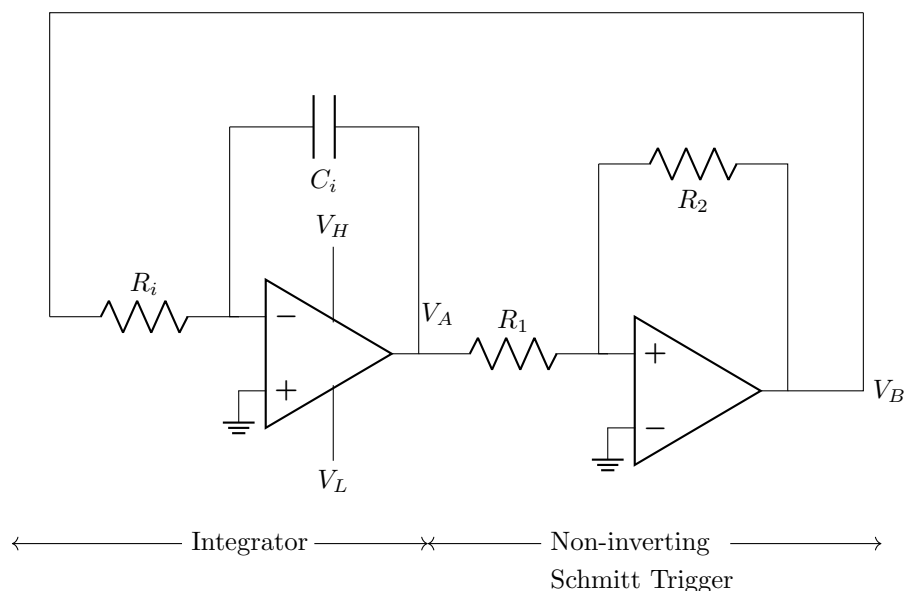 C_i
R_2
V_H
R_i
−
V_A
R_1
+
+
V_B
−
V_L
Integrator
Non-inverting
Schmitt Trigger